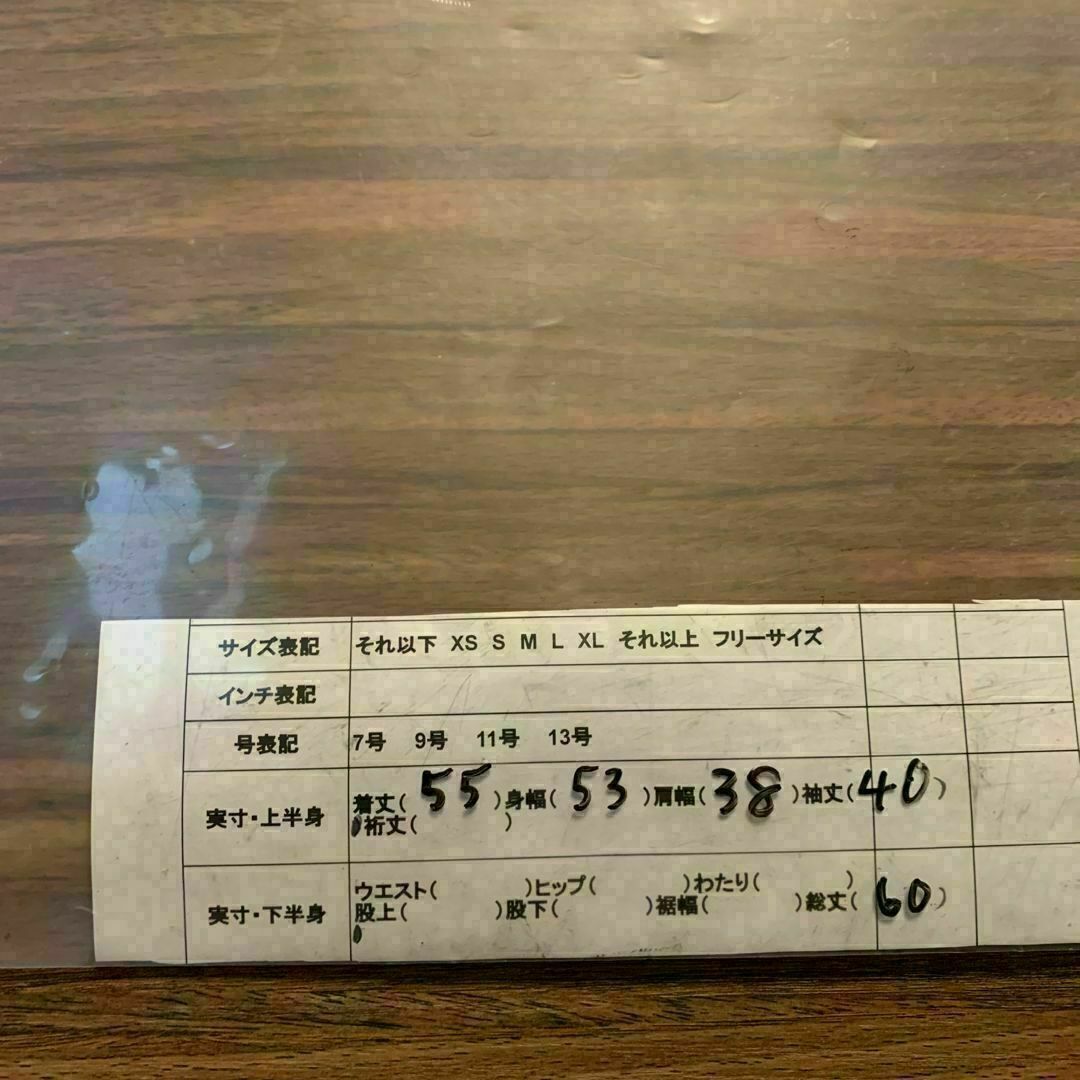 サイズ表記 それ以下 XS S M L XL それ以上 フリーサイズ
インチ表記
号表記 7号 9号 11号 13号
実寸・上半身 着丈( 55 )身幅( 53 )肩幅( 38 )袖丈( 40 )
裄丈( )
実寸・下半身 ウエスト( )ヒップ( )わたり( )
股上( )股下( )裾幅( )総丈( 60 )